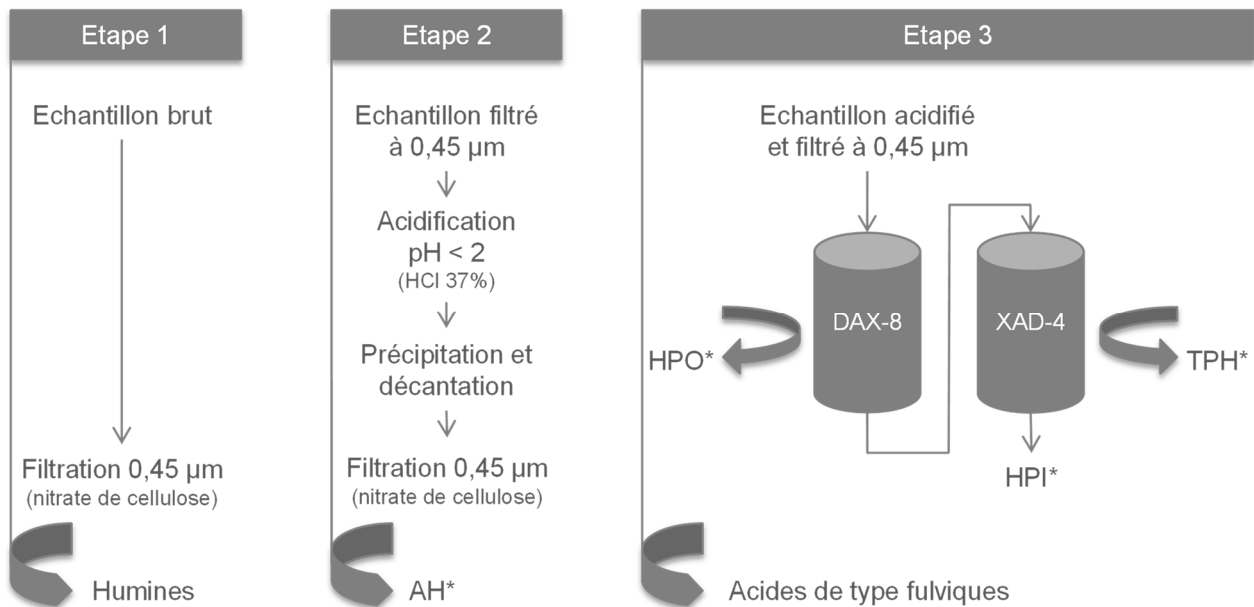 Etape 1
Echantillon brut
Filtration 0,45 µm
(nitrate de cellulose)
Humines
Etape 2
Echantillon filtré
à 0,45 µm
Acidification
pH < 2
(HCl 37%)
Précipitation et
décantation
Filtration 0,45 µm
(nitrate de cellulose)
AH*
Etape 3
Echantillon acidifié
et filtré à 0,45 µm
DAX-8
XAD-4
HPO*
TPH*
HPI*
Acides de type fulviques